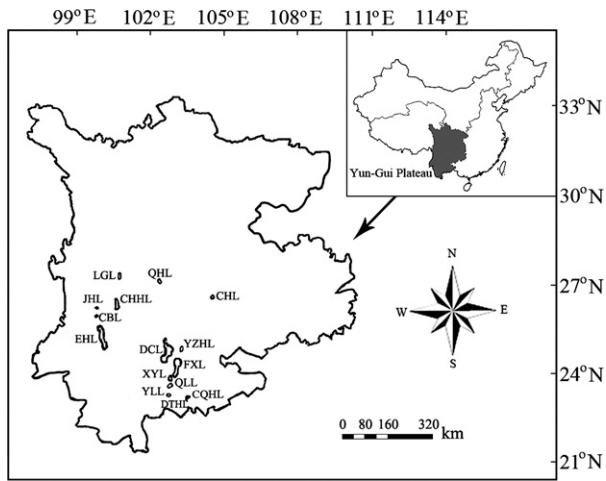 99°E 102°E 105°E 108°E 111°E 114°E
33°N
Yun-Gui Plateau
30°N
N
LGL QHL
27°N
CHL
JHL CHHL
CBL
W E
EHL
YZHL
DCL
S
FXL
XYL
24°N
QLL
YLL CQHL
DTHL
0 80 160 320
km
21°N